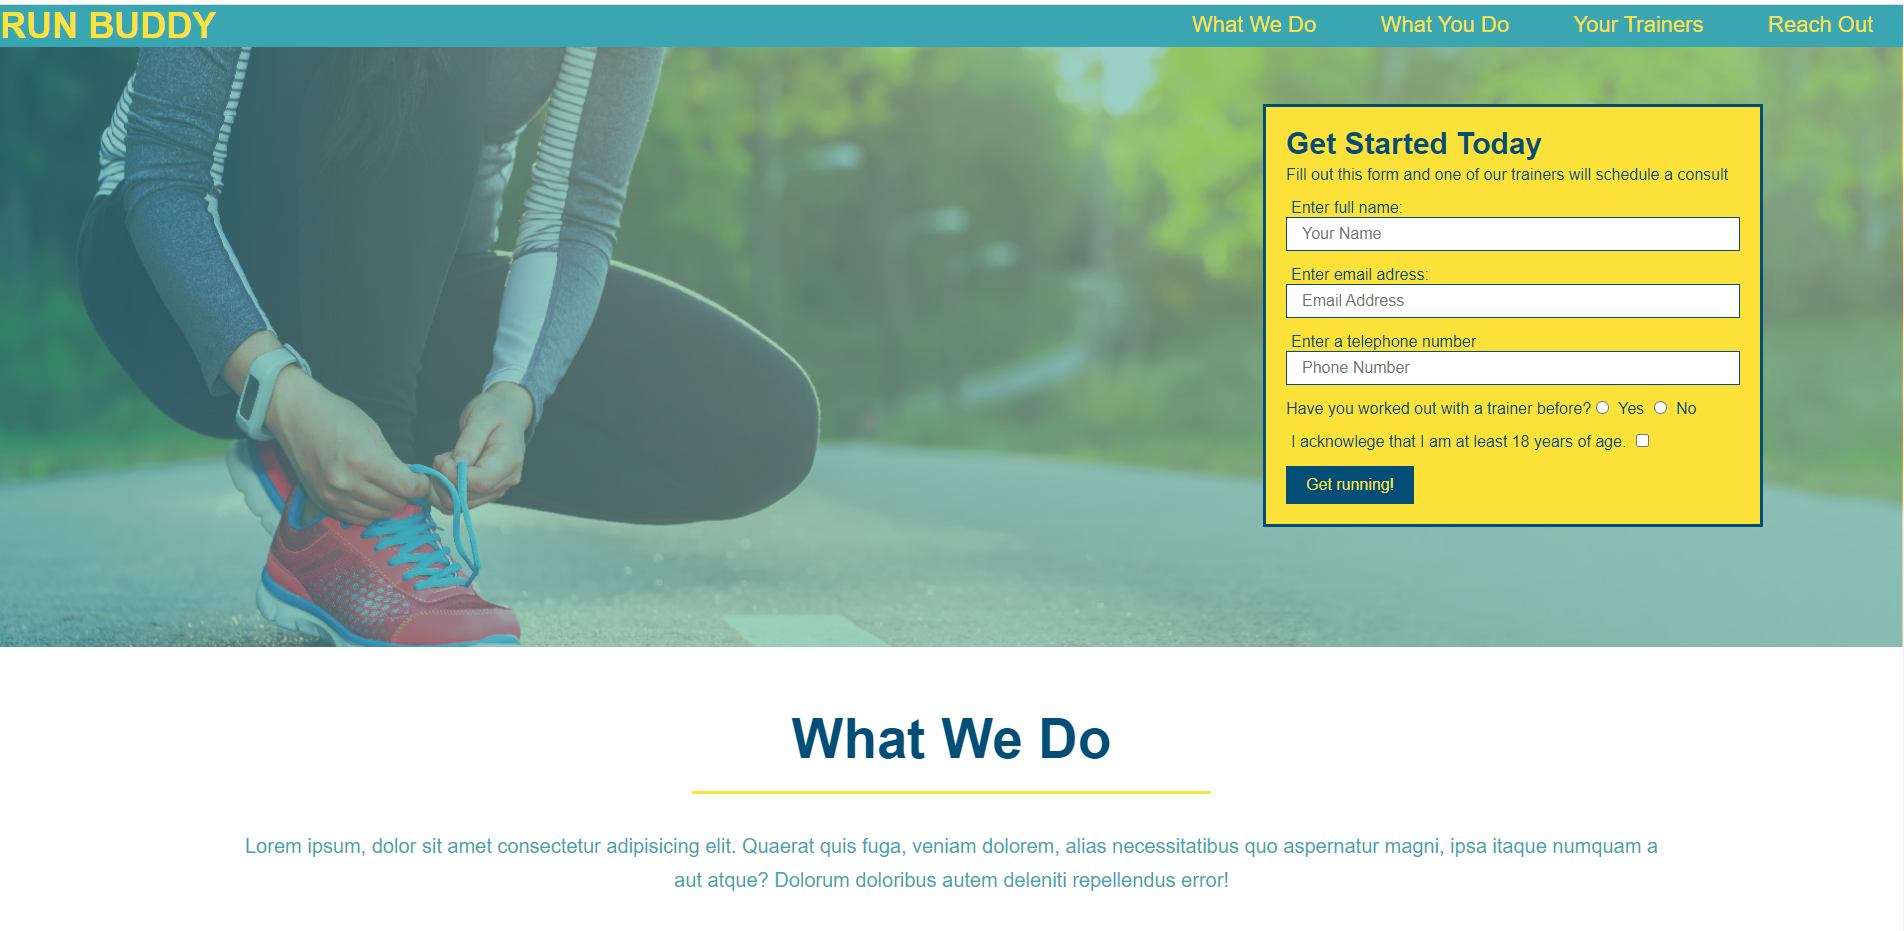 RUN BUDDY
What We Do What You Do Your Trainers Reach Out
Get Started Today
Fill out this form and one of our trainers will schedule a consult
Enter full name:
Your Name
Enter email adress:
Email Address
Enter a telephone number
Phone Number
Have you worked out with a trainer before? Yes No
I acknowlege that I am at least 18 years of age.
Get running!
What We Do
Lorem ipsum, dolor sit amet consectetur adipisicing elit. Quaerat quis fuga, veniam dolorem, alias necessitatibus quo aspernatur magni, ipsa itaque numquam a
aut atque? Dolorum doloribus autem deleniti repellendus error!